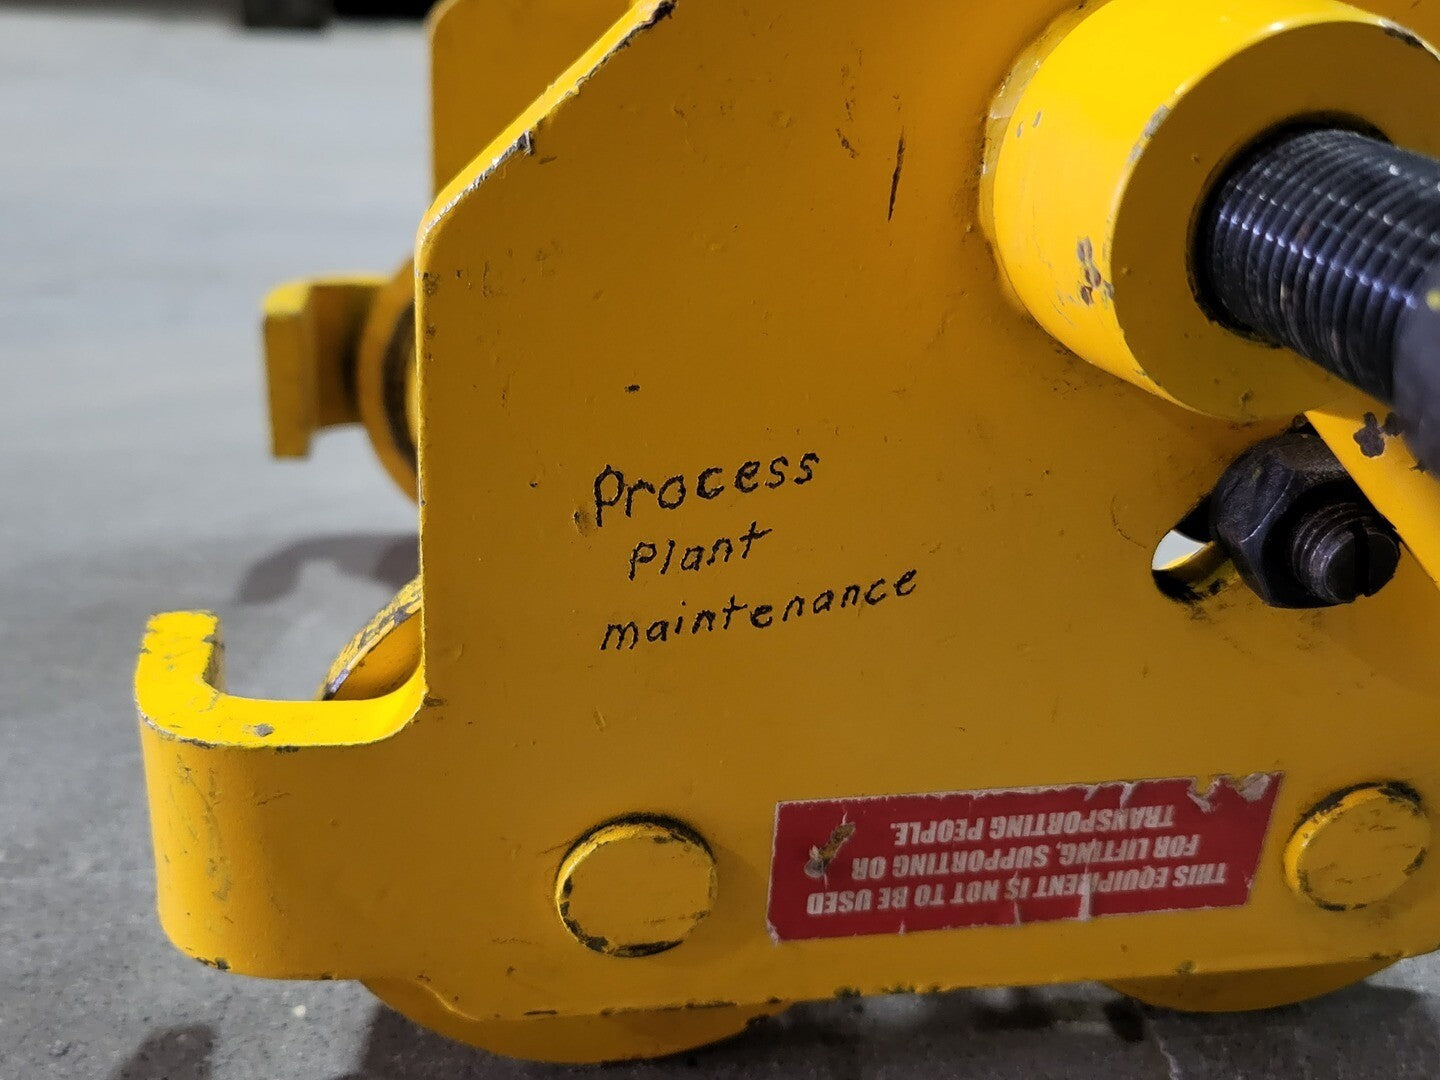 Process
Plant
maintenance
THIS EQUIPMENT IS NOT TO BE USED
FOR LIFTING, SUPPORTING OR
TRANSPORTING PEOPLE.